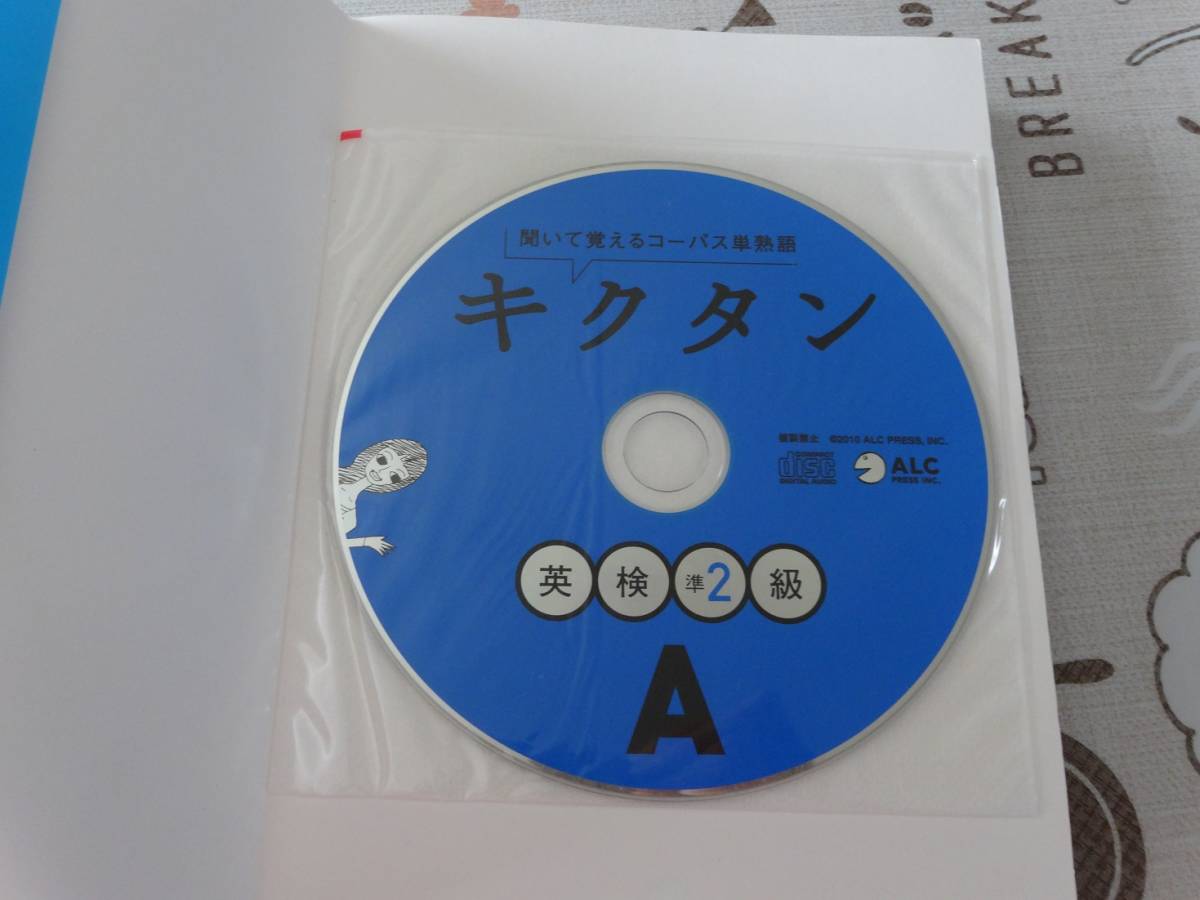 聞いて覚えるコーパス単熟語
キクタン
複製禁止 ©2010 ALC PRESS, INC.
COMPACT
disc
DIGITAL AUDIO
ALC
PRESS INC.
英検準2級
A
BREAK